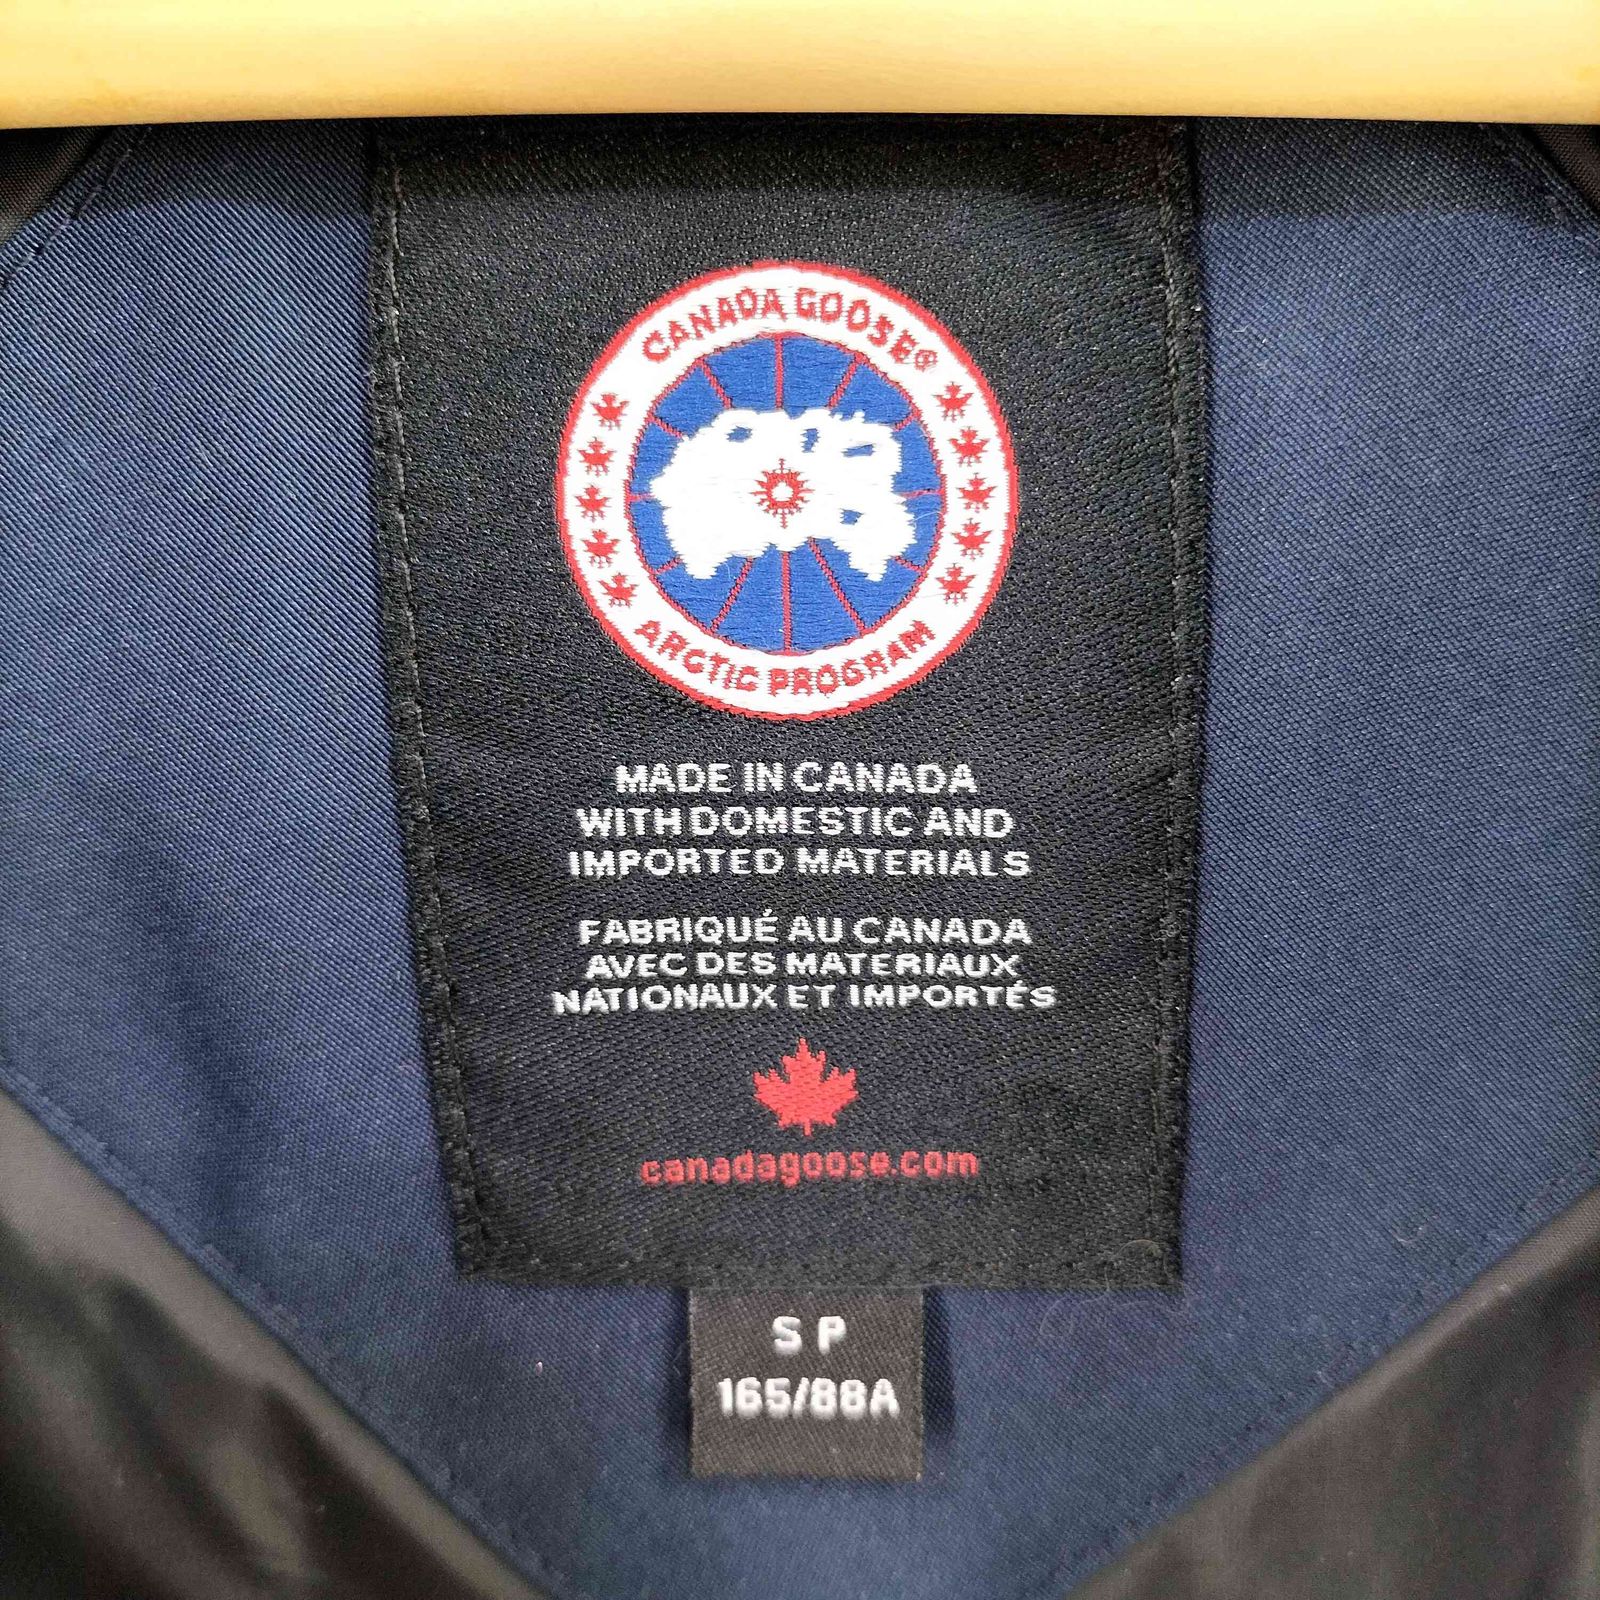 CANADA GOOSE®
ARCTIC PROGRAM
MADE IN CANADA
WITH DOMESTIC AND
IMPORTED MATERIALS
FABRIQUÉ AU CANADA
AVEC DES MATERIAUX
NATIONAUX ET IMPORTÉS
canadagoose.com
S P
165/88A